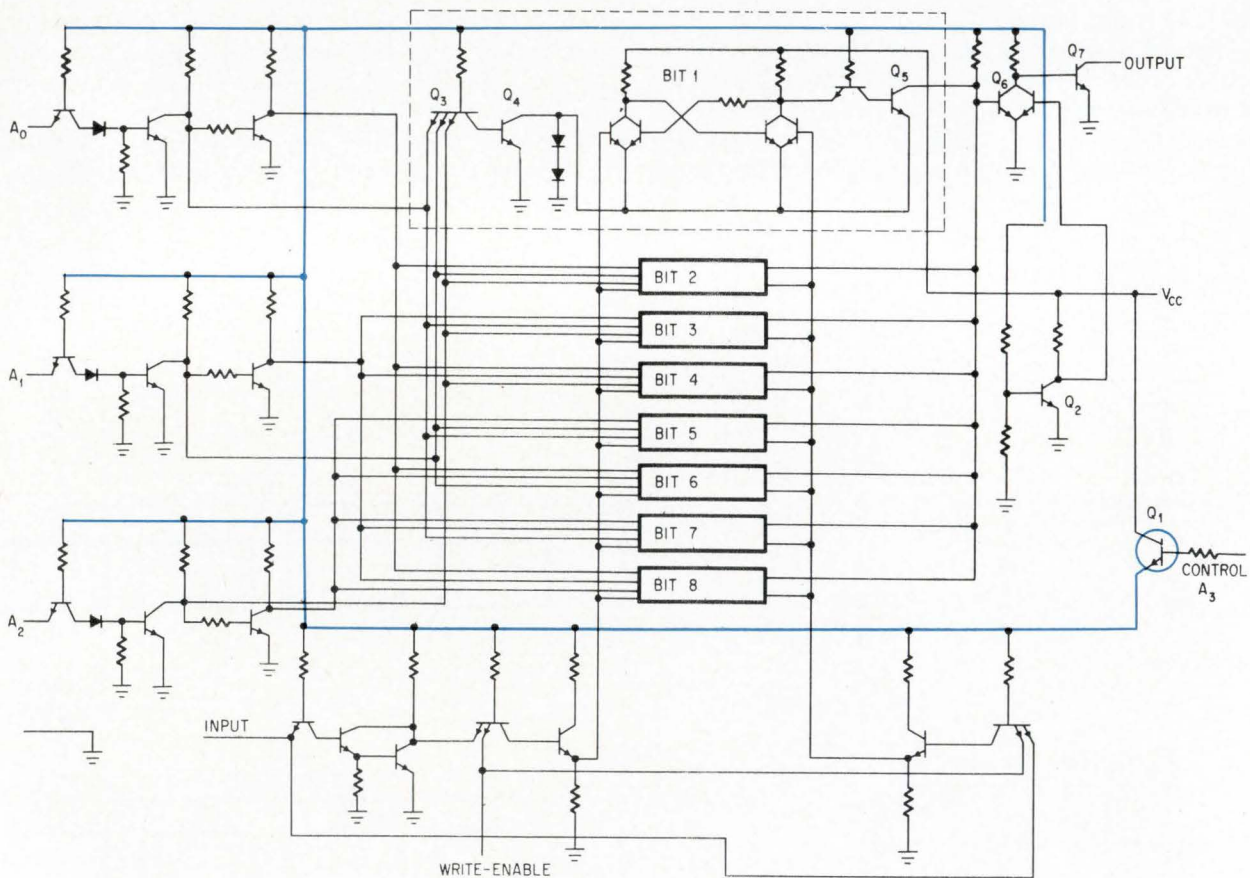 A0
A1
A2
Q3
Q4
BIT 1
Q5
Q6
Q7
OUTPUT
BIT 2
BIT 3
BIT 4
BIT 5
BIT 6
BIT 7
BIT 8
VCC
Q2
Q1
CONTROL
A3
INPUT
WRITE-ENABLE